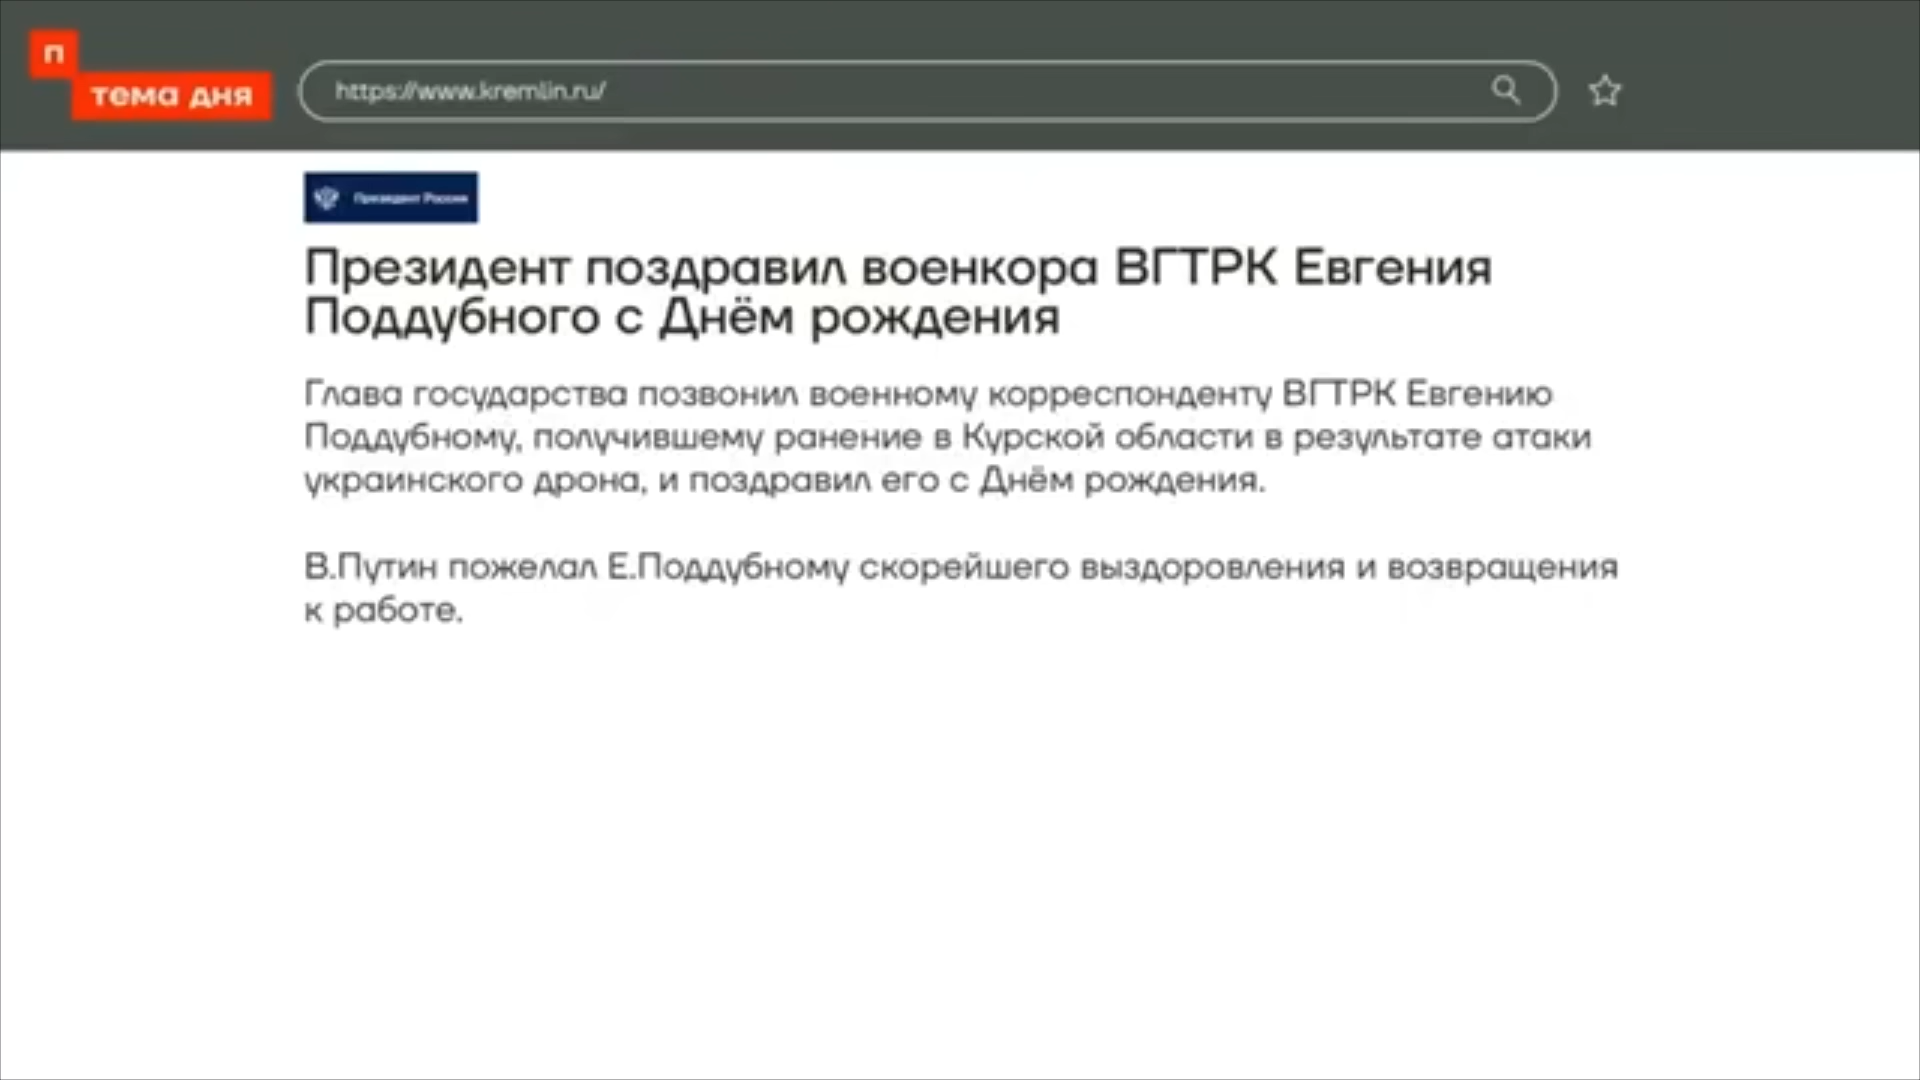 п
тема дня
https://www.kremlin.ru/
Президент России
Президент поздравил военкора ВГТРК Евгения
Поддубного с Днём рождения
Глава государства позвонил военному корреспонденту ВГТРК Евгению
Поддубному, получившему ранение в Курской области в результате атаки
украинского дрона, и поздравил его с Днём рождения.
В.Путин пожелал Е.Поддубному скорейшего выздоровления и возвращения
к работе.